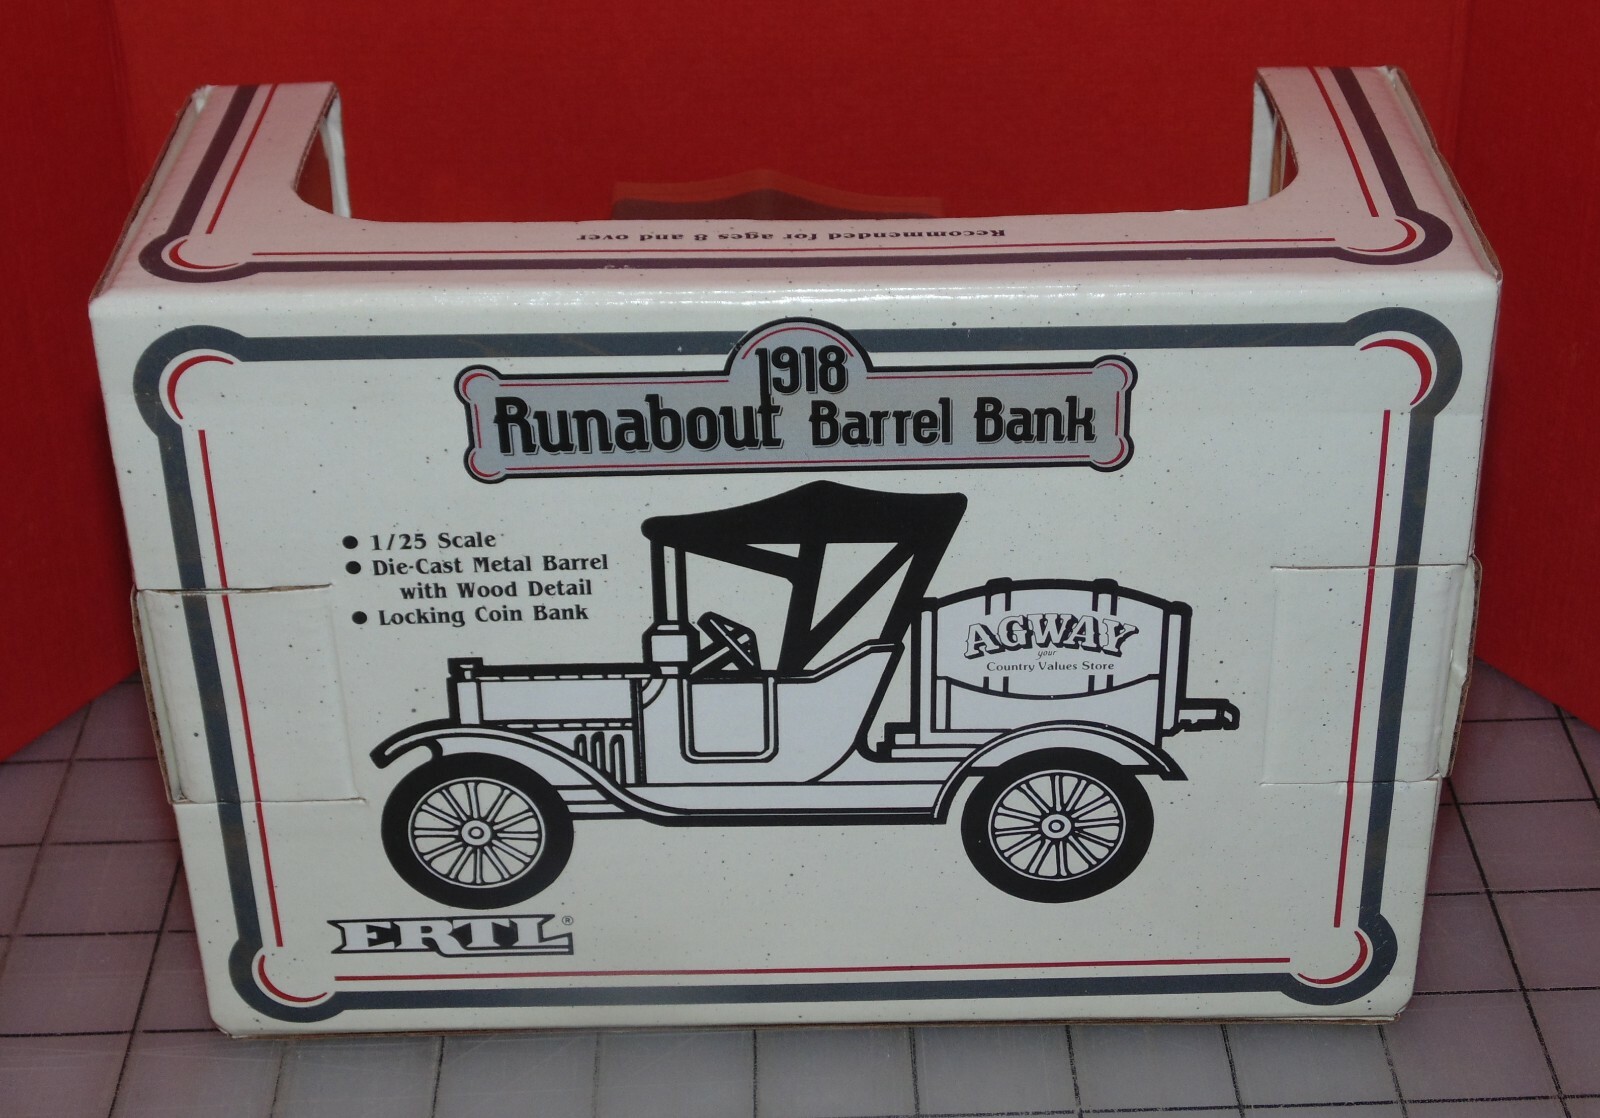 Recommended for ages 8 and over
1918
Runabout Barrel Bank
● 1/25 Scale
● Die-Cast Metal Barrel
with Wood Detail
● Locking Coin Bank
AGWAY
your
Country Values Store
ERTL®